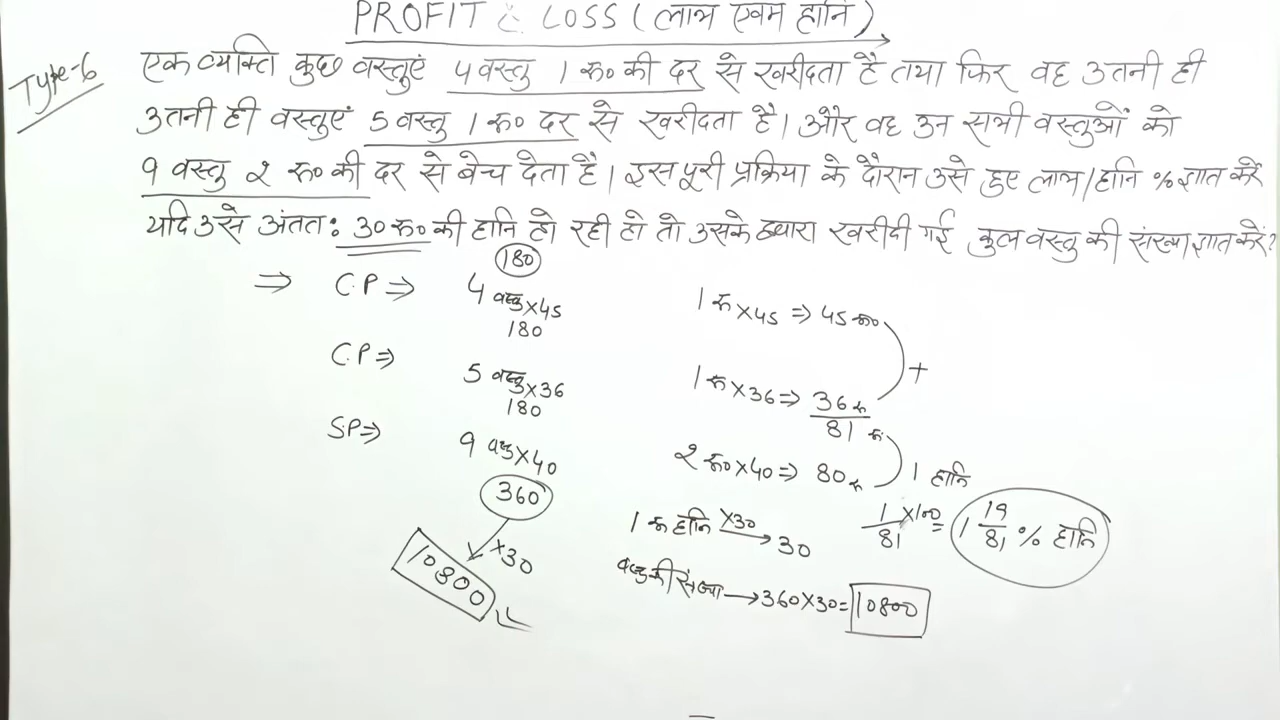 PROFIT & LOSS (लाभ एवम हानि)
Type-6
एक व्यक्ति कुछ वस्तुएं 4 वस्तु 1 रु० की दर से खरीदता है तथा फिर वह उतनी ही
उतनी ही वस्तुएं 5 वस्तु 1 रु० दर से खरीदता है। और वह उन सभी वस्तुओं को
9 वस्तु 2 रु० की दर से बेच देता है। इस पूरी प्रक्रिया के दौरान उसे हुए लाभ/हानि % ज्ञात करें
यदि उसे अंतत: 30 रु० की हानि हो रही हो तो उसके द्वारा खरीदी गई कुल वस्तु की संख्या ज्ञात करें?
180
⇒ C.P ⇒ 4 वस्तु×45 1 रु ×45 ⇒ 45 रू०
180
C.P ⇒ 5 वस्तु×36 1 रु ×36 ⇒ 36 रु +
180 81 रु
SP ⇒ 9 वस्तु×40 2 रु० ×40 ⇒ 80 रु 1 हानि
360
1 रु हानि ×30 → 30 1/81 ×100 = 1 19/81 % हानि
×30
10800 वस्तु की संख्या → 360×30 = 10800